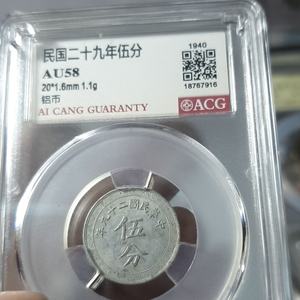 民国二十九年伍分
AU58
20*1.6mm 1.1g
铝币
AI CANG GUARANTY
1940
18767916
ACG
中華民國二十九年
伍分